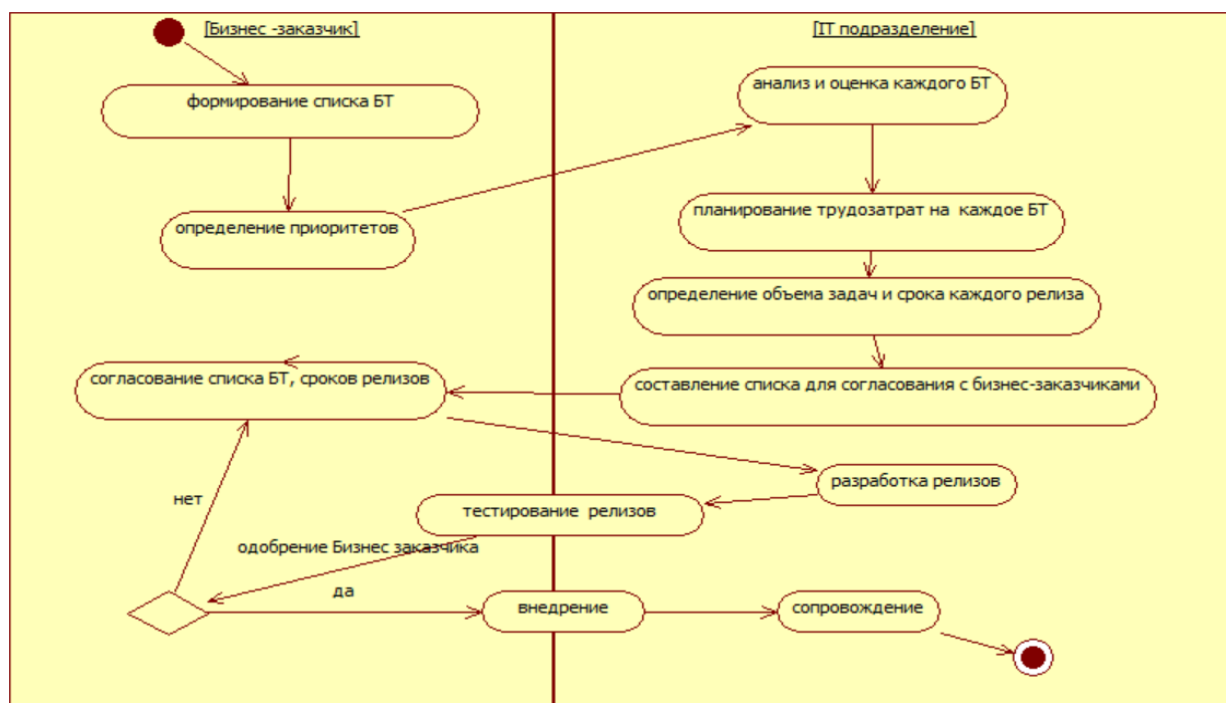 [Бизнес -заказчик]
[IT подразделение]
формирование списка БТ
анализ и оценка каждого БТ
определение приоритетов
планирование трудозатрат на каждое БТ
определение объема задач и срока каждого релиза
согласование списка БТ, сроков релизов
составление списка для согласования с бизнес-заказчиками
разработка релизов
нет
тестирование релизов
одобрение Бизнес заказчика
да
внедрение
сопровождение